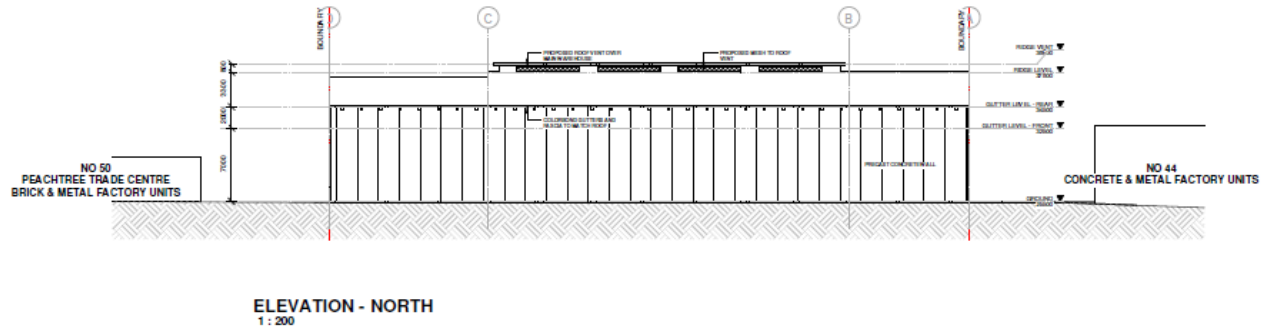 D
C
B
A
BOUNDARY
BOUNDARY
PROPOSED ROOF VENT OVER
MAIN WAREHOUSE
PROPOSED MESH TO ROOF
VENT
RIDGE VENT
RIDGE LEVEL
GUTTER LEVEL - REAR
GUTTER LEVEL - FRONT
COLORBOND GUTTERS AND
FASCIA TO MATCH ROOF
PRECAST CONCRETE WALL
7000
GROUND
NO 50
PEACHTREE TRADE CENTRE
BRICK & METAL FACTORY UNITS
NO 44
CONCRETE & METAL FACTORY UNITS
ELEVATION - NORTH
1 : 200